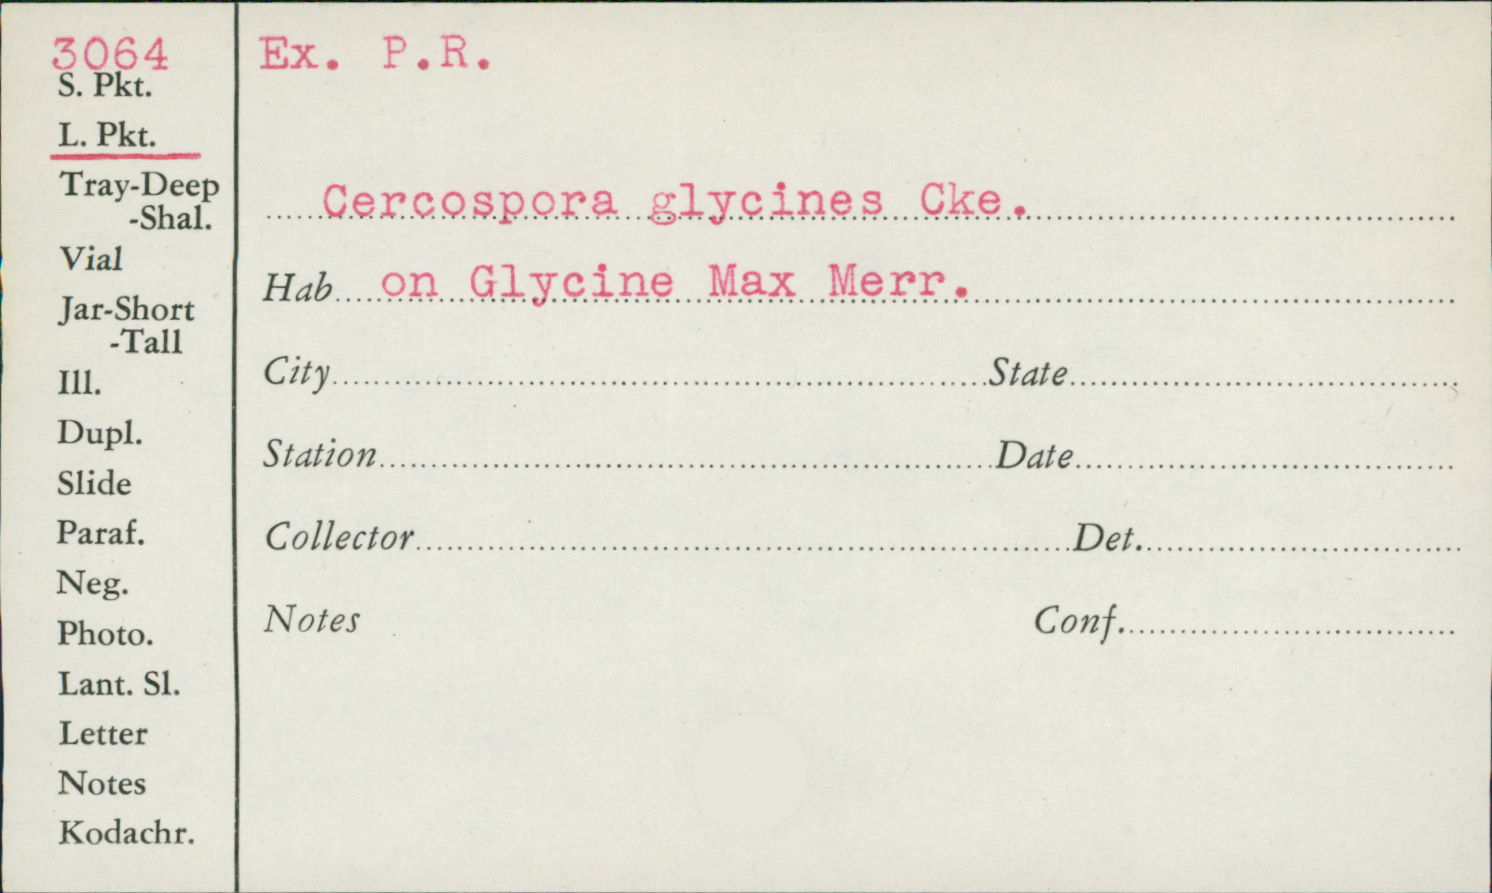 3064
S. Pkt.
L. Pkt.
Tray-Deep
-Shal.
Vial
Jar-Short
-Tall
Ill.
Dupl.
Slide
Paraf.
Neg.
Photo.
Lant. Sl.
Letter
Notes
Kodachr.
Ex. P.R.
Cercospora glycines Cke.
Hab on Glycine Max Merr.
City State
Station Date
Collector Det.
Notes Conf.